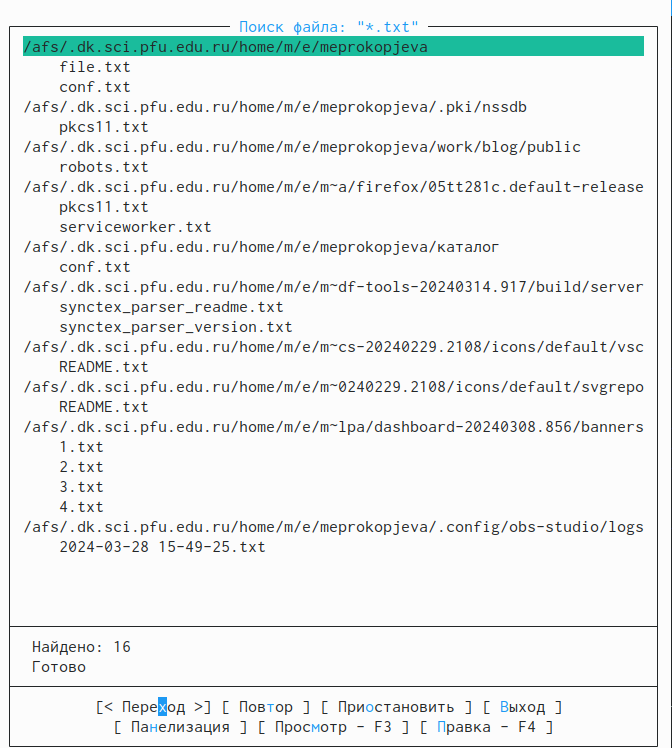 Поиск файла: "*.txt"
/afs/.dk.sci.pfu.edu.ru/home/m/e/meprokopjeva
file.txt
conf.txt
/afs/.dk.sci.pfu.edu.ru/home/m/e/meprokopjeva/.pki/nssdb
pkcs11.txt
/afs/.dk.sci.pfu.edu.ru/home/m/e/meprokopjeva/work/blog/public
robots.txt
/afs/.dk.sci.pfu.edu.ru/home/m/e/m~a/firefox/05tt281c.default-release
pkcs11.txt
serviceworker.txt
/afs/.dk.sci.pfu.edu.ru/home/m/e/meprokopjeva/каталог
conf.txt
/afs/.dk.sci.pfu.edu.ru/home/m/e/m~df-tools-20240314.917/build/server
synctex_parser_readme.txt
synctex_parser_version.txt
/afs/.dk.sci.pfu.edu.ru/home/m/e/m~cs-20240229.2108/icons/default/vsc
README.txt
/afs/.dk.sci.pfu.edu.ru/home/m/e/m~0240229.2108/icons/default/svgrepo
README.txt
/afs/.dk.sci.pfu.edu.ru/home/m/e/m~lpa/dashboard-20240308.856/banners
1.txt
2.txt
3.txt
4.txt
/afs/.dk.sci.pfu.edu.ru/home/m/e/meprokopjeva/.config/obs-studio/logs
2024-03-28 15-49-25.txt
Найдено: 16
Готово
[< Переход >] [ Повтор ] [ Приостановить ] [ Выход ]
[ Панелизация ] [ Просмотр - F3 ] [ Правка - F4 ]